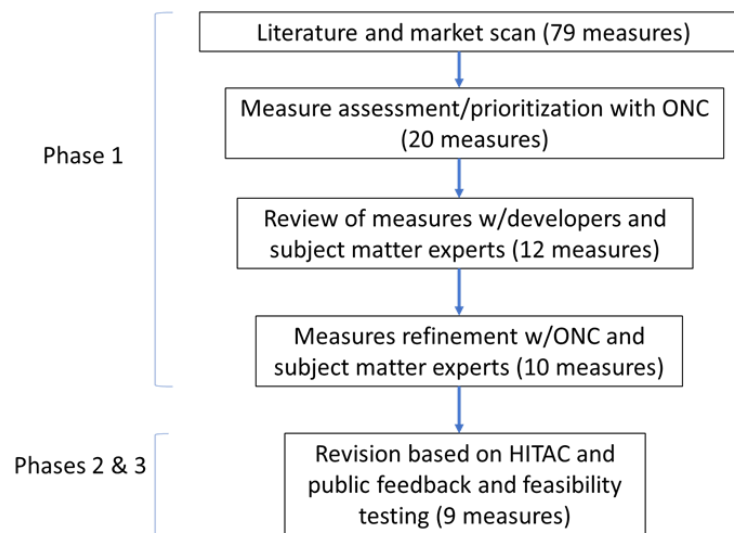 Literature and market scan (79 measures)
Measure assessment/prioritization with ONC
(20 measures)
Phase 1
Review of measures w/developers and
subject matter experts (12 measures)
Measures refinement w/ONC and
subject matter experts (10 measures)
Phases 2 & 3
Revision based on HITAC and
public feedback and feasibility
testing (9 measures)